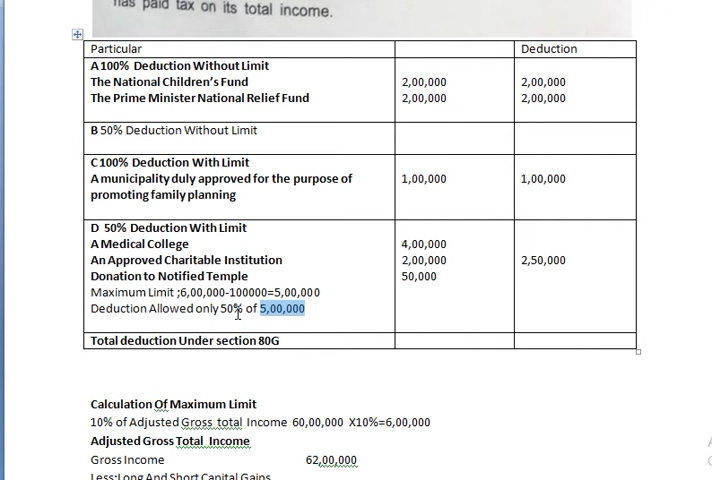 has paid tax on its total income.
Particular Deduction
A 100% Deduction Without Limit
The National Children's Fund 2,00,000 2,00,000
The Prime Minister National Relief Fund 2,00,000 2,00,000
B 50% Deduction Without Limit
C 100% Deduction With Limit
A municipality duly approved for the purpose of 1,00,000 1,00,000
promoting family planning
D 50% Deduction With Limit
A Medical College 4,00,000
An Approved Charitable Institution 2,00,000 2,50,000
Donation to Notified Temple 50,000
Maximum Limit ;6,00,000-100000=5,00,000
Deduction Allowed only 50% of 5,00,000
Total deduction Under section 80G
Calculation Of Maximum Limit
10% of Adjusted Gross total Income 60,00,000 X10%=6,00,000
Adjusted Gross Total Income
Gross Income 62,00,000
Less:Long And Short Capital Gains